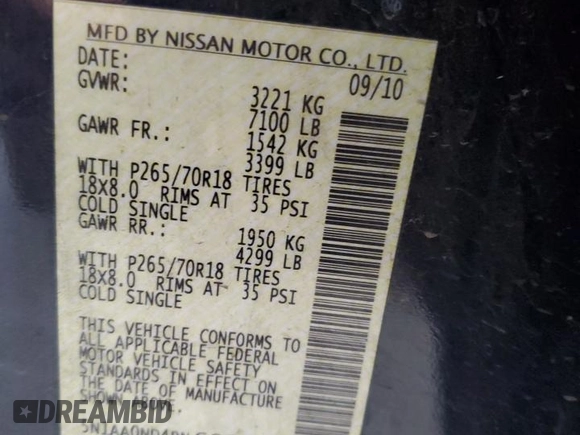 MFD BY NISSAN MOTOR CO., LTD.
DATE: 09/10
GVWR: 3221 KG
7100 LB
GAWR FR.: 1542 KG
3399 LB
WITH P265/70R18 TIRES
18X8.0 RIMS AT 35 PSI
COLD SINGLE
GAWR RR.: 1950 KG
4299 LB
WITH P265/70R18 TIRES
18X8.0 RIMS AT 35 PSI
COLD SINGLE
THIS VEHICLE CONFORMS TO
ALL APPLICABLE FEDERAL
MOTOR VEHICLE SAFETY
STANDARDS IN EFFECT ON
THE DATE OF MANUFACTURE
SHOWN ABOVE.
DREAMBID